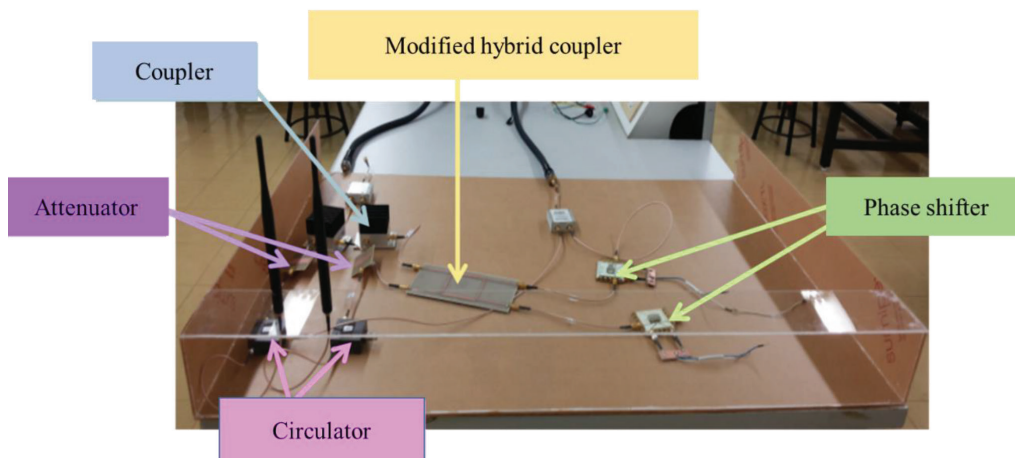 Modified hybrid coupler
Coupler
Attenuator
Phase shifter
Circulator